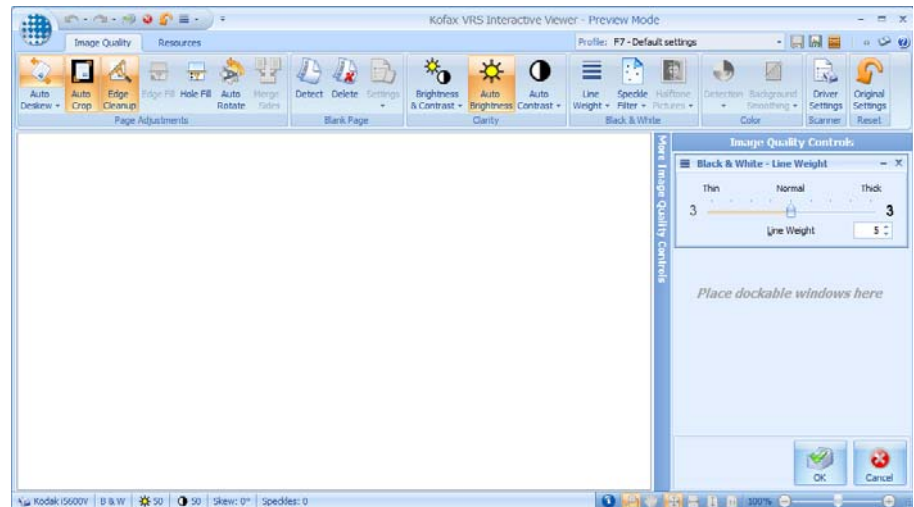 Kofax VRS Interactive Viewer - Preview Mode
Image Quality Resources
Profile: F7 - Default settings
Auto Deskew
Auto Crop
Edge Cleanup
Edge Fill
Hole Fill
Auto Rotate
Merge Sides
Page Adjustments
Detect
Delete
Settings
Blank Page
Brightness & Contrast
Auto Brightness
Auto Contrast
Clarity
Line Weight
Speckle Filter
Halftone Pictures
Black & White
Detection
Background Smoothing
Color
Driver Settings
Scanner
Original Settings
Reset
More Image Quality Controls
Image Quality Controls
Black & White - Line Weight
Thin Normal Thick
3 3
Line Weight 5
Place dockable windows here
OK Cancel
Kodak i5600V B & W 50 50 Skew: 0° Speckles: 0 100%